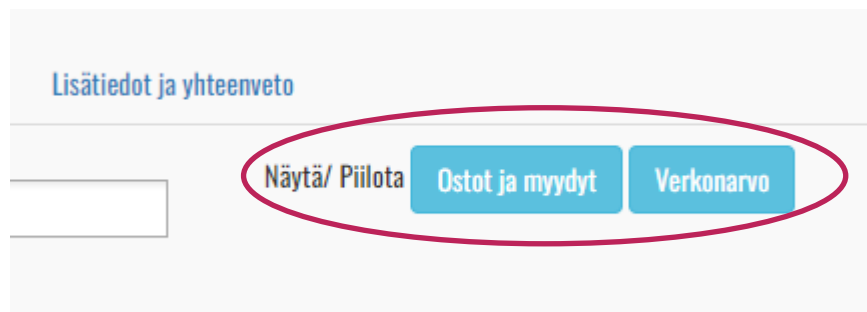 Lisätiedot ja yhteenveto
Näytä/ Piilota Ostot ja myydyt Verkonarvo